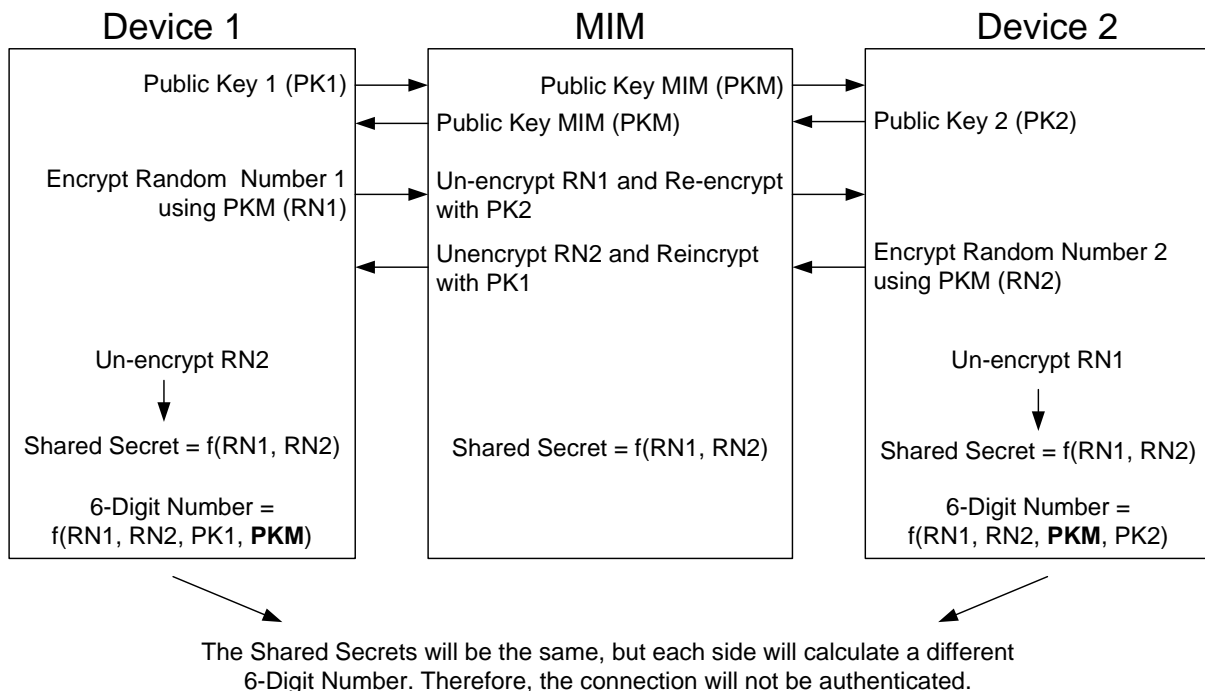 Device 1
MIM
Device 2
Public Key 1 (PK1)
Public Key MIM (PKM)
Public Key MIM (PKM)
Public Key 2 (PK2)
Encrypt Random Number 1
using PKM (RN1)
Un-encrypt RN1 and Re-encrypt
with PK2
Unencrypt RN2 and Reincrypt
with PK1
Encrypt Random Number 2
using PKM (RN2)
Un-encrypt RN2
Un-encrypt RN1
Shared Secret = f(RN1, RN2)
Shared Secret = f(RN1, RN2)
Shared Secret = f(RN1, RN2)
6-Digit Number =
f(RN1, RN2, PK1, PKM)
6-Digit Number =
f(RN1, RN2, PKM, PK2)
The Shared Secrets will be the same, but each side will calculate a different
6-Digit Number. Therefore, the connection will not be authenticated.